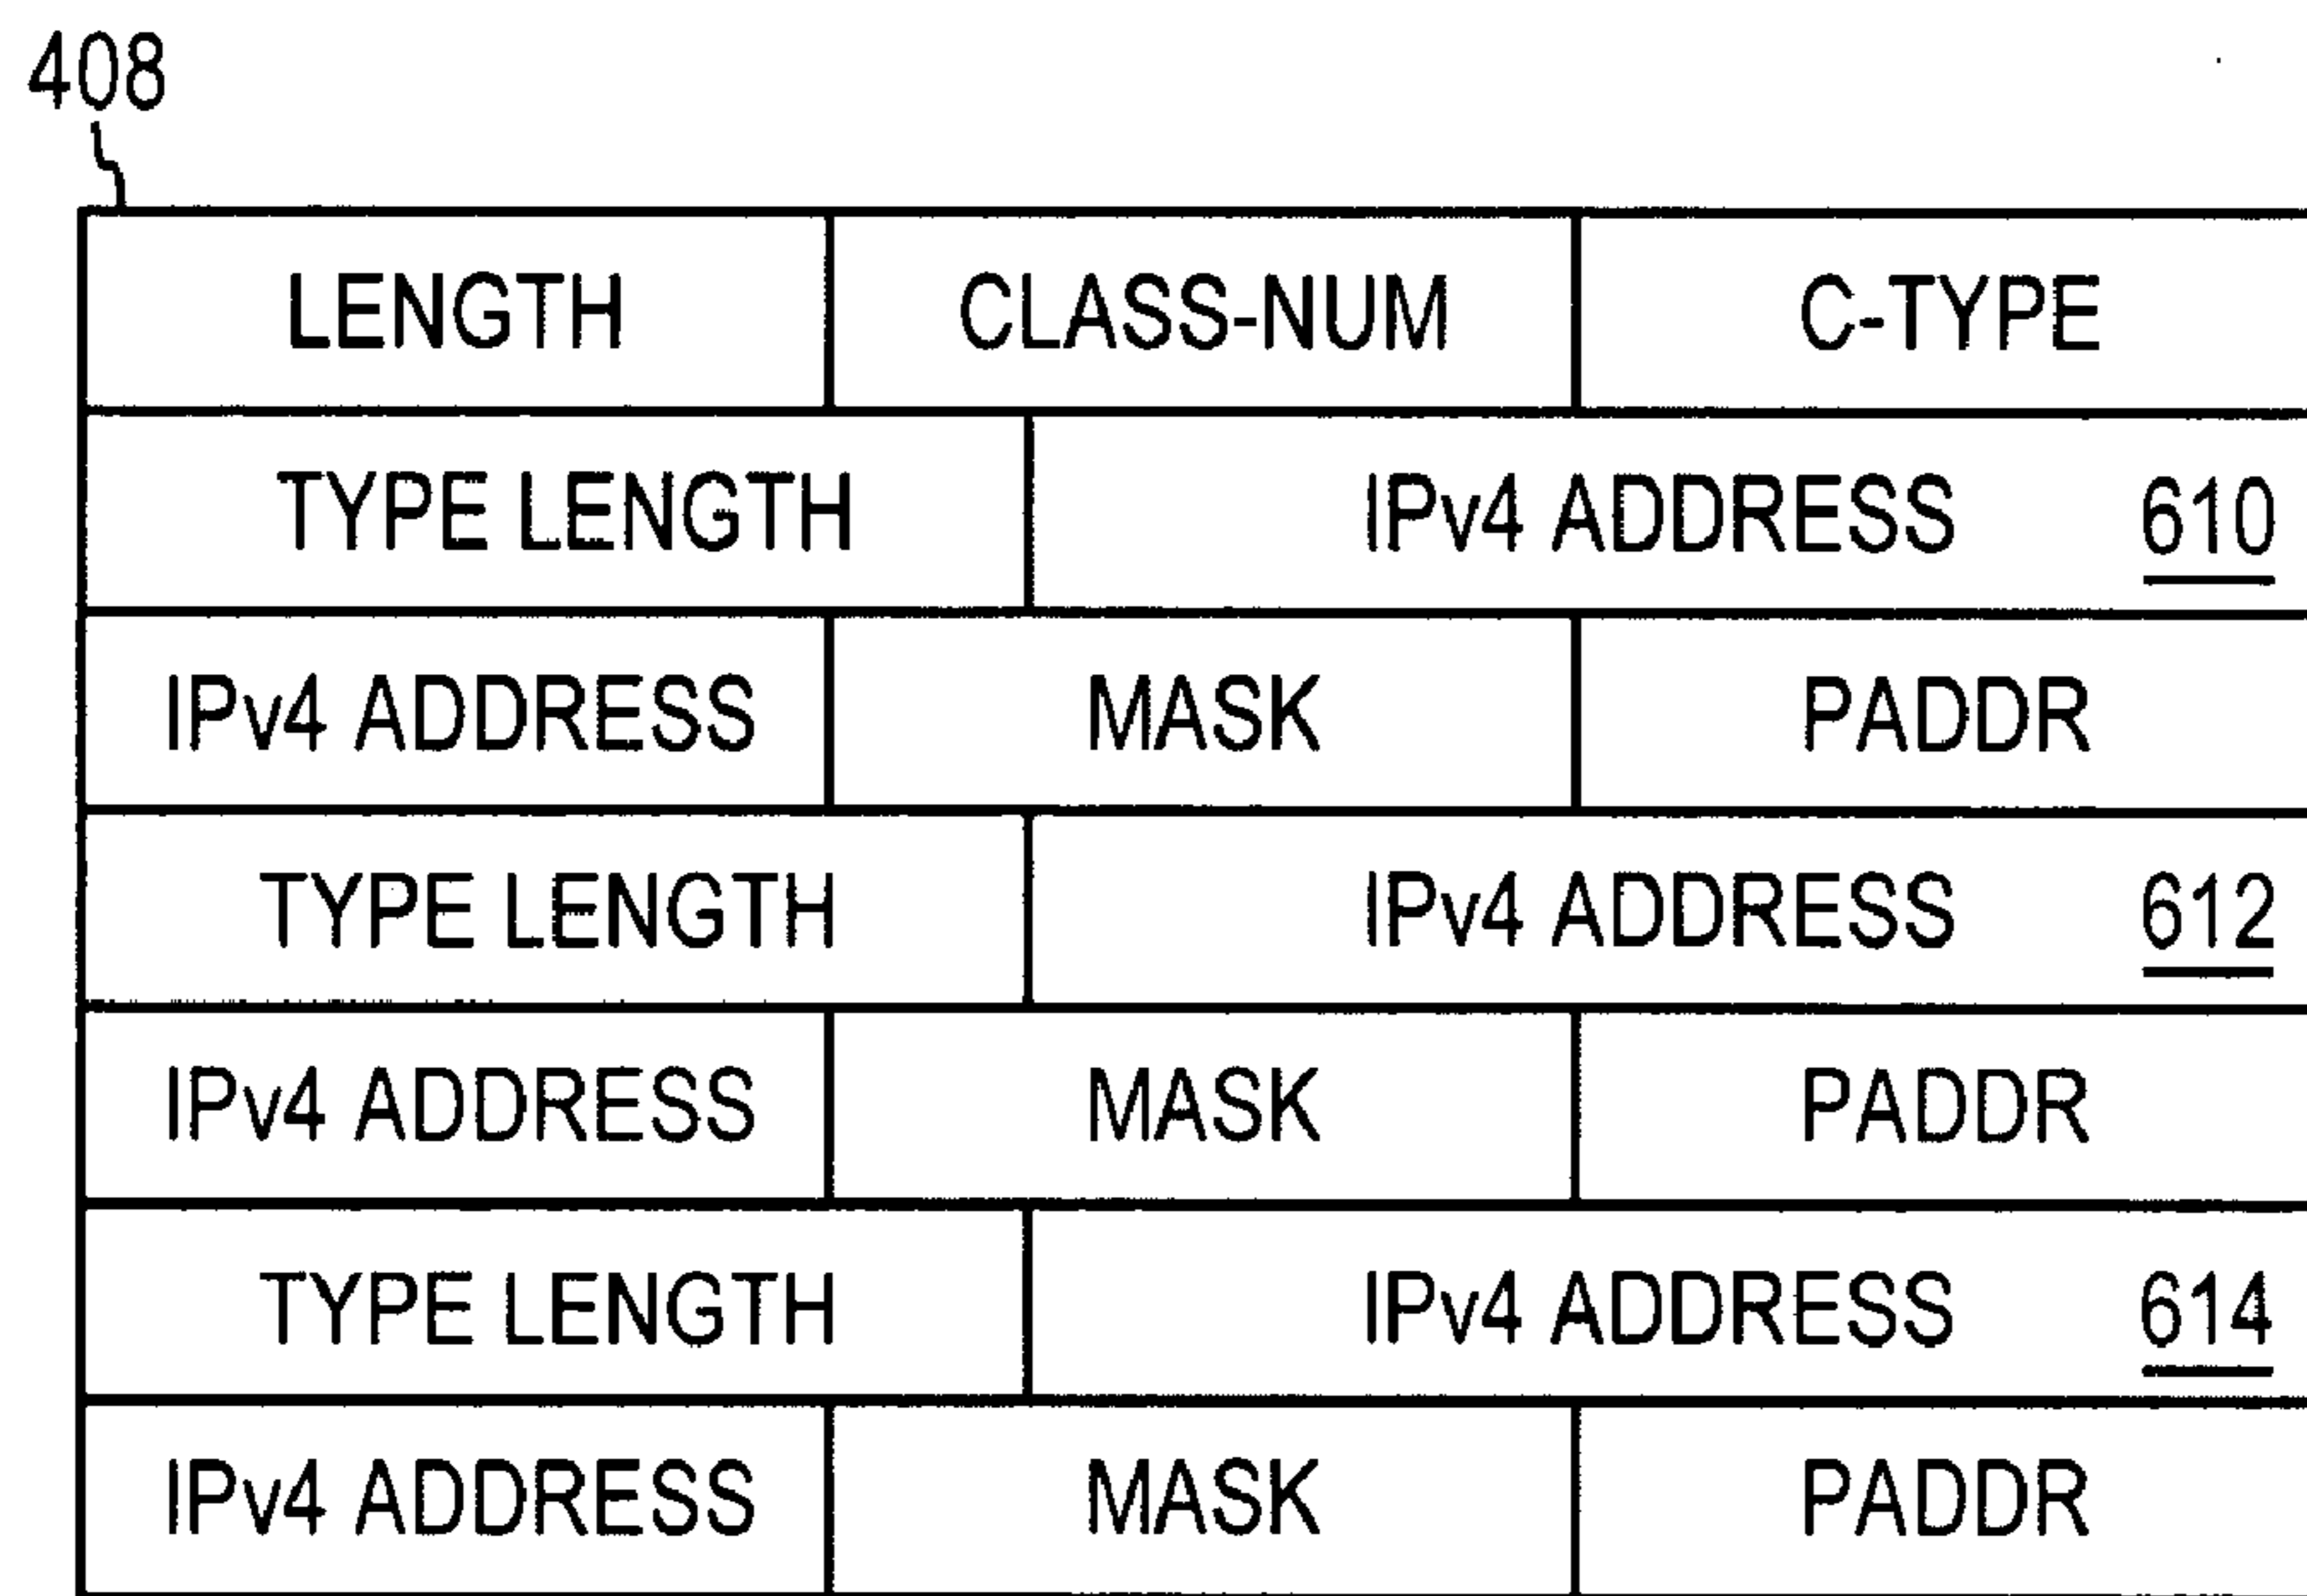 408
LENGTH CLASS-NUM C-TYPE
TYPE LENGTH IPv4 ADDRESS 610
IPv4 ADDRESS MASK PADDR
TYPE LENGTH IPv4 ADDRESS 612
IPv4 ADDRESS MASK PADDR
TYPE LENGTH IPv4 ADDRESS 614
IPv4 ADDRESS MASK PADDR